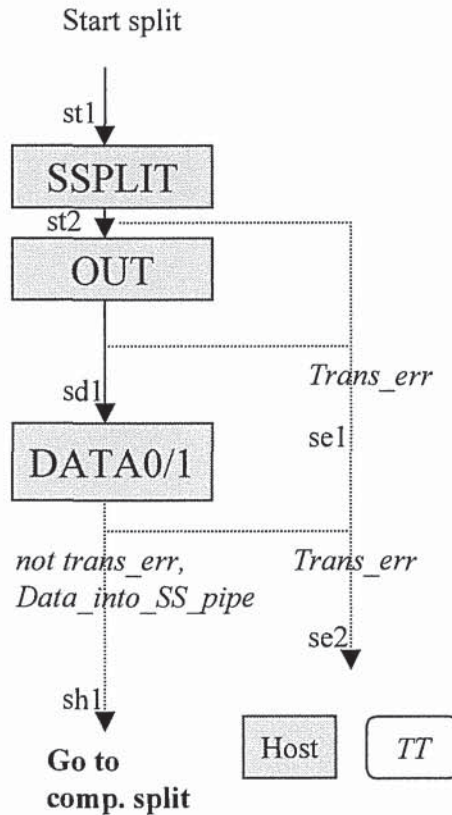 Start split
st1
SSPLIT
st2
OUT
Trans_err
sd1
se1
DATA0/1
not trans_err,
Data_into_SS_pipe
Trans_err
se2
sh1
Host
TT
Go to
comp. split